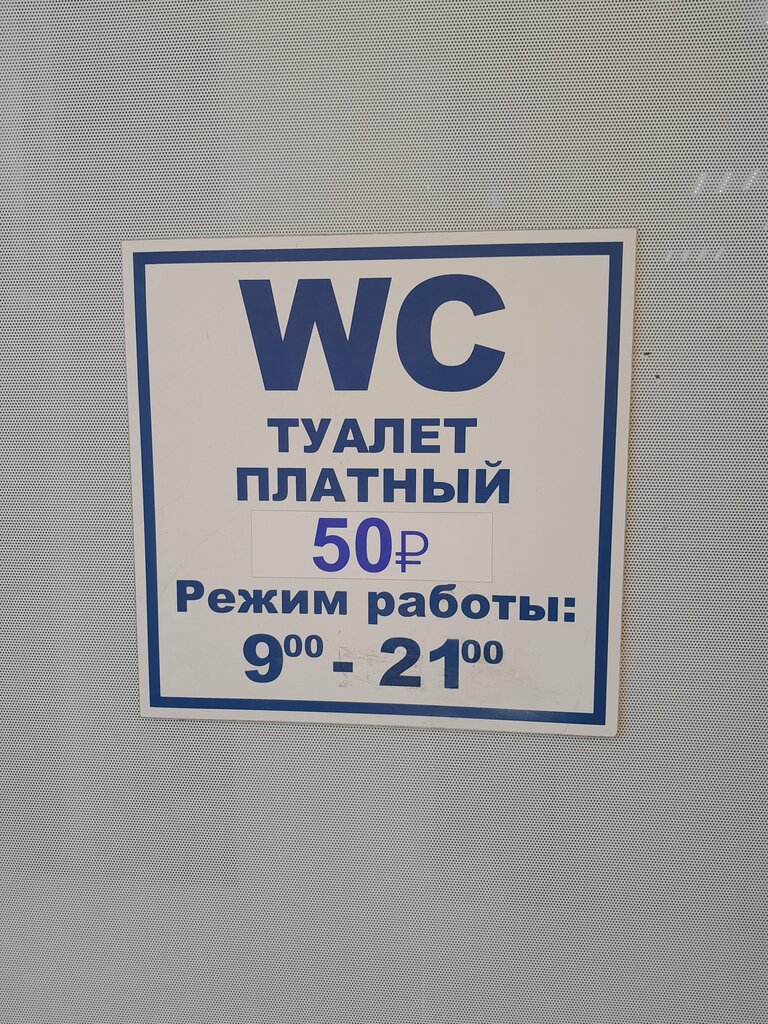 WC
ТУАЛЕТ
ПЛАТНЫЙ
50₽
Режим работы:
9⁰⁰ - 21⁰⁰